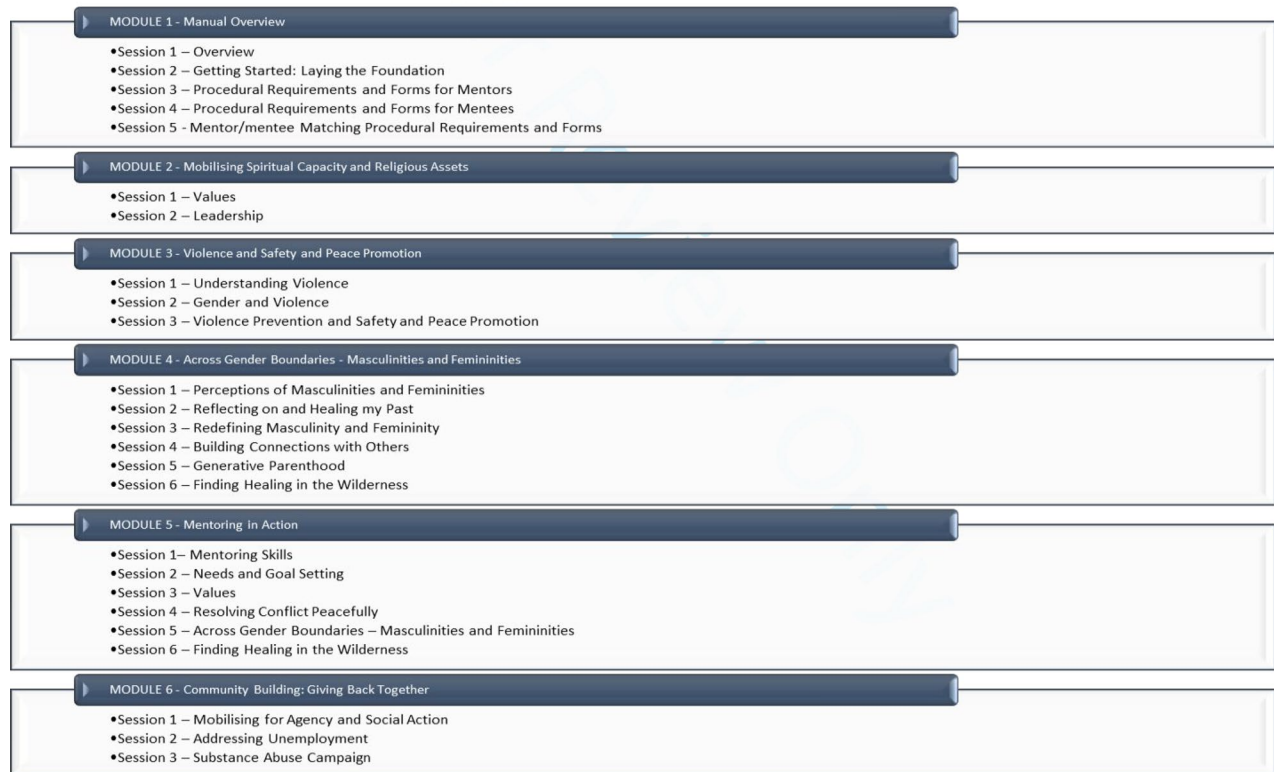 MODULE 1 - Manual Overview
•Session 1 – Overview
•Session 2 – Getting Started: Laying the Foundation
•Session 3 – Procedural Requirements and Forms for Mentors
•Session 4 – Procedural Requirements and Forms for Mentees
•Session 5 - Mentor/mentee Matching Procedural Requirements and Forms
MODULE 2 - Mobilising Spiritual Capacity and Religious Assets
•Session 1 – Values
•Session 2 – Leadership
MODULE 3 - Violence and Safety and Peace Promotion
•Session 1 – Understanding Violence
•Session 2 – Gender and Violence
•Session 3 – Violence Prevention and Safety and Peace Promotion
MODULE 4 - Across Gender Boundaries - Masculinities and Femininities
•Session 1 – Perceptions of Masculinities and Femininities
•Session 2 – Reflecting on and Healing my Past
•Session 3 – Redefining Masculinity and Femininity
•Session 4 – Building Connections with Others
•Session 5 – Generative Parenthood
•Session 6 – Finding Healing in the Wilderness
MODULE 5 - Mentoring in Action
•Session 1– Mentoring Skills
•Session 2 – Needs and Goal Setting
•Session 3 – Values
•Session 4 – Resolving Conflict Peacefully
•Session 5 – Across Gender Boundaries – Masculinities and Femininities
•Session 6 – Finding Healing in the Wilderness
MODULE 6 - Community Building: Giving Back Together
•Session 1 – Mobilising for Agency and Social Action
•Session 2 – Addressing Unemployment
•Session 3 – Substance Abuse Campaign